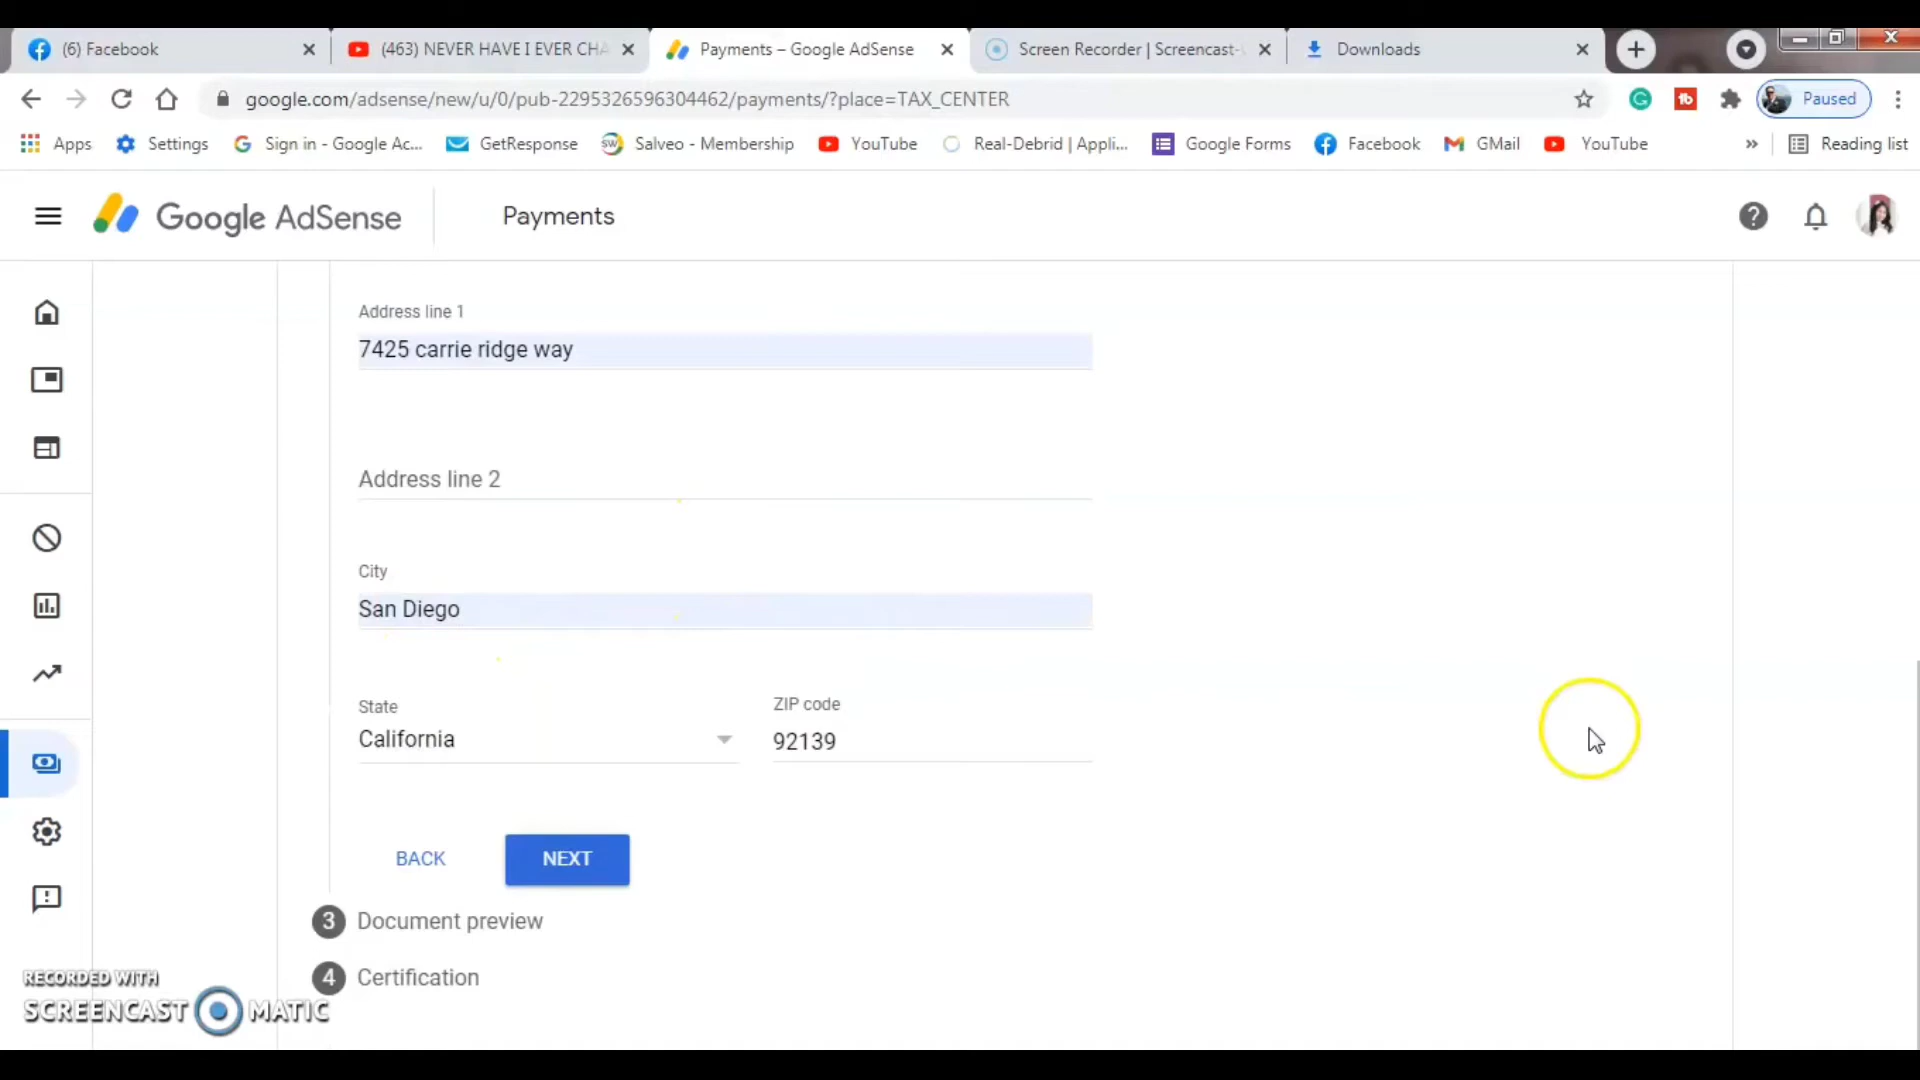 (6) Facebook
(463) NEVER HAVE I EVER CHA
Payments – Google AdSense
Screen Recorder | Screencast-
Downloads
google.com/adsense/new/u/0/pub-2295326596304462/payments/?place=TAX_CENTER
Paused
Apps
Settings
Sign in - Google Ac...
GetResponse
SW
Salveo - Membership
YouTube
Real-Debrid | Appli...
Google Forms
Facebook
GMail
YouTube
»
Reading list
Google AdSense
Payments
Address line 1
7425 carrie ridge way
Address line 2
City
San Diego
State
California
ZIP code
92139
BACK
NEXT
3 Document preview
4 Certification
RECORDED WITH
SCREENCAST MATIC